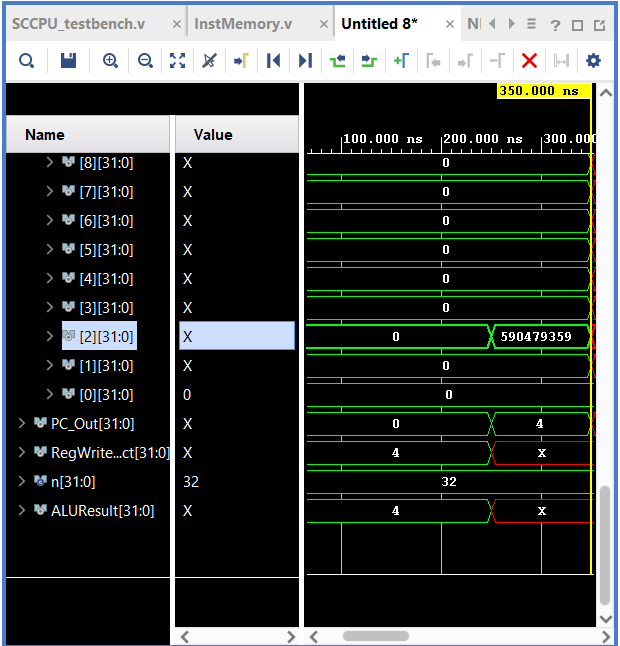 SCCPU_testbench.v × InstMemory.v × Untitled 8* ×
350.000 ns
Name Value 100.000 ns 200.000 ns 300.000
[8][31:0] X 0
[7][31:0] X 0
[6][31:0] X 0
[5][31:0] X 0
[4][31:0] X 0
[3][31:0] X 0
[2][31:0] X 0 590479359
[1][31:0] X 0
[0][31:0] 0 0
PC_Out[31:0] X 0 4
RegWrite...ct[31:0] X 4 X
n[31:0] 32 32
ALUResult[31:0] X 4 X